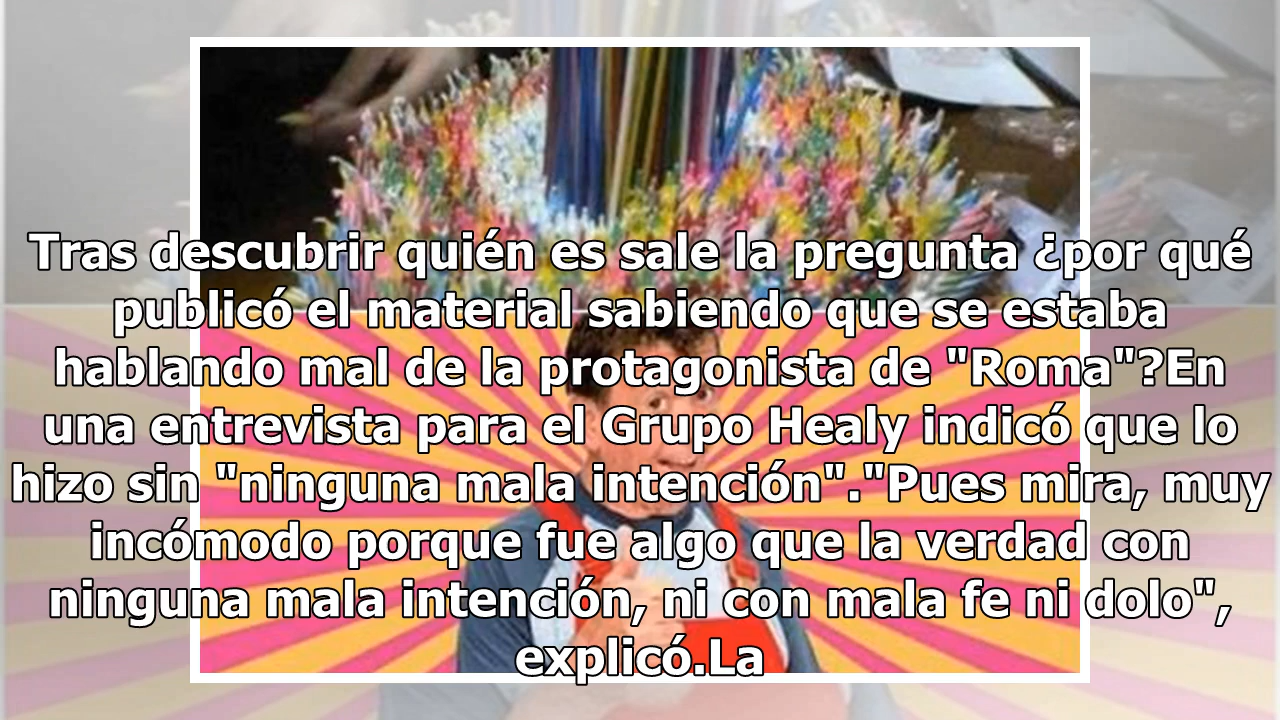 Tras descubrir quién es sale la pregunta ¿por qué
publicó el material sabiendo que se estaba
hablando mal de la protagonista de "Roma"?En
una entrevista para el Grupo Healy indicó que lo
hizo sin "ninguna mala intención"."Pues mira, muy
incómodo porque fue algo que la verdad con
ninguna mala intención, ni con mala fe ni dolo",
explicó.La